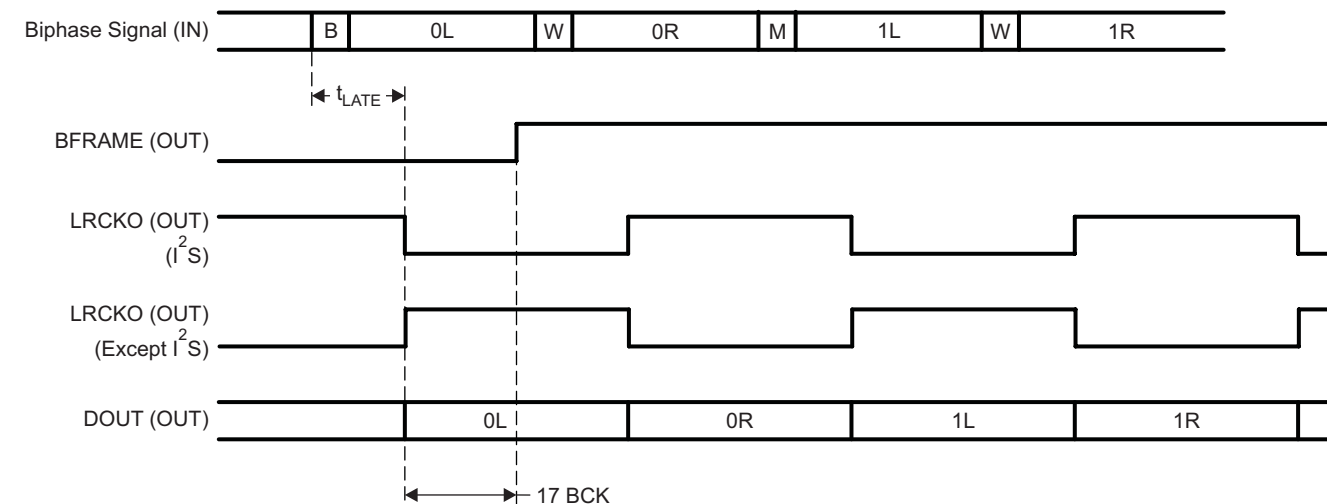 Biphase Signal (IN) B 0L W 0R M 1L W 1R
tLATE
BFRAME (OUT)
LRCKO (OUT)
(I2S)
LRCKO (OUT)
(Except I2S)
DOUT (OUT) 0L 0R 1L 1R
17 BCK